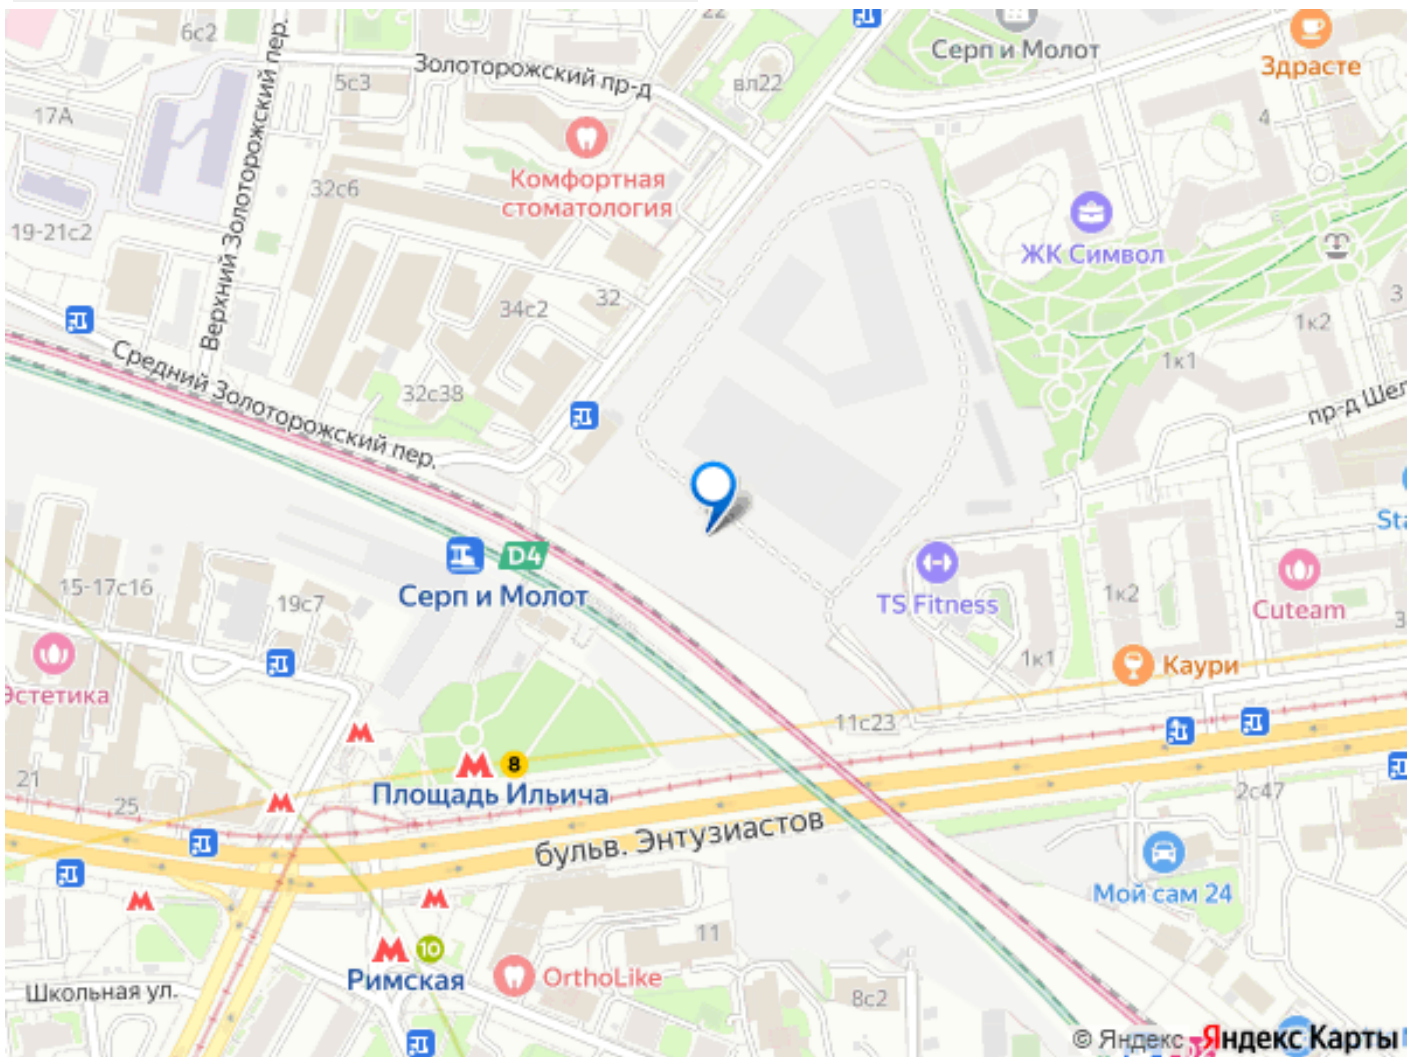 22
6с2
Серп и Молот
Здрасте
Золоторожский пр-д
5с3
вл22
17А
4
Верхний Золоторожский пер.
Комфортная
стоматология
32с6
19-21с2
ЖК Символ
3
32
34с2
1к2
1к1
Средний Золоторожский пер.
32с38
пр-д Шел
Sta
D4
Серп и Молот
15-17с16
19с7
TS Fitness
1к2
Cuteam
3
Эстетика
1к1
Каури
11с23
8
Площадь Ильича
21
25
2с47
бульв. Энтузиастов
Мой сам 24
11
10
Римская
OrthoLike
Школьная ул.
8с2
© Яндекс Яндекс Карты